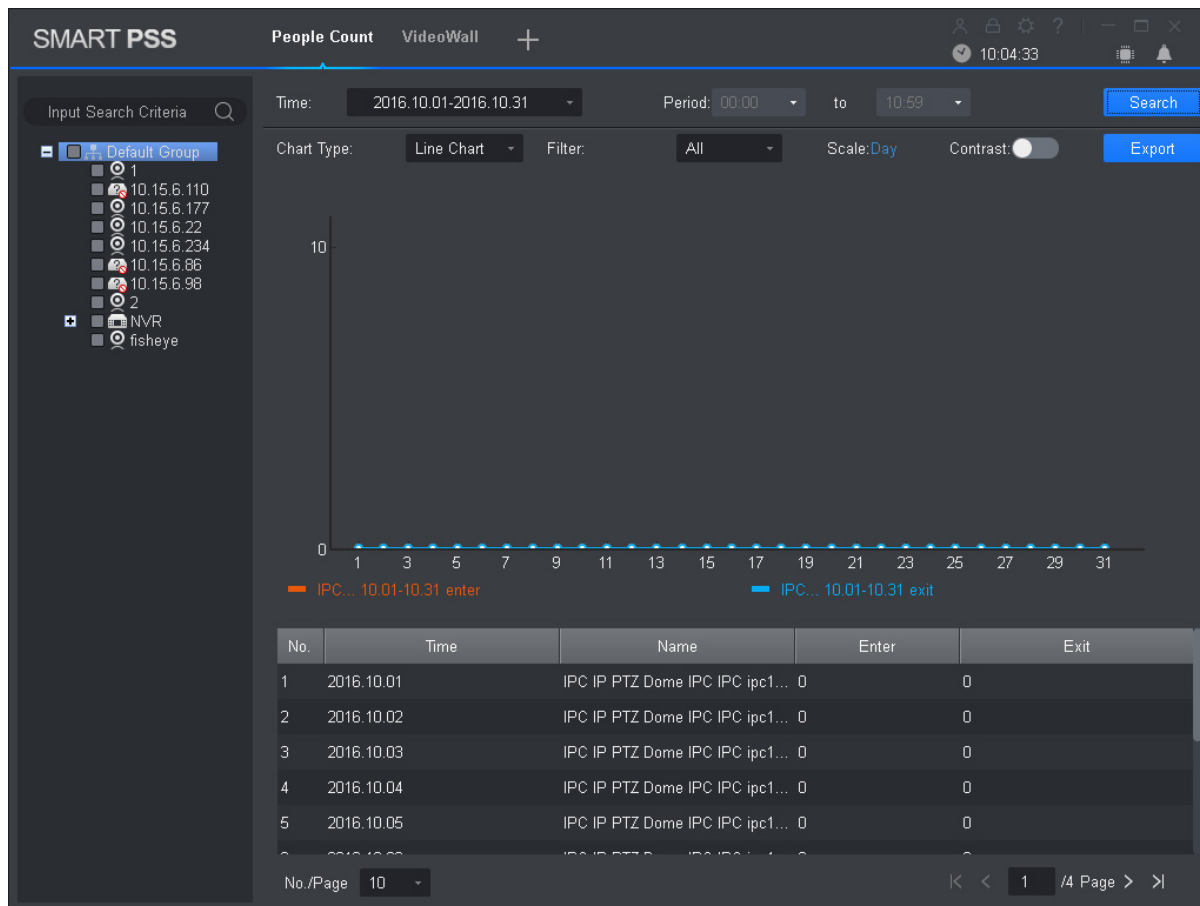 SMART PSS
People Count VideoWall
10:04:33
Input Search Criteria
Default Group
1
10.15.6.110
10.15.6.177
10.15.6.22
10.15.6.234
10.15.6.86
10.15.6.98
2
NVR
fisheye
Time: 2016.10.01-2016.10.31 Period: 00:00 to 10:59 Search
Chart Type: Line Chart Filter: All Scale:Day Contrast: Export
10
0
1 3 5 7 9 11 13 15 17 19 21 23 25 27 29 31
IPC... 10.01-10.31 enter IPC... 10.01-10.31 exit
No. Time Name Enter Exit
1 2016.10.01 IPC IP PTZ Dome IPC IPC ipc1... 0 0
2 2016.10.02 IPC IP PTZ Dome IPC IPC ipc1... 0 0
3 2016.10.03 IPC IP PTZ Dome IPC IPC ipc1... 0 0
4 2016.10.04 IPC IP PTZ Dome IPC IPC ipc1... 0 0
5 2016.10.05 IPC IP PTZ Dome IPC IPC ipc1... 0 0
No./Page 10 1 /4 Page